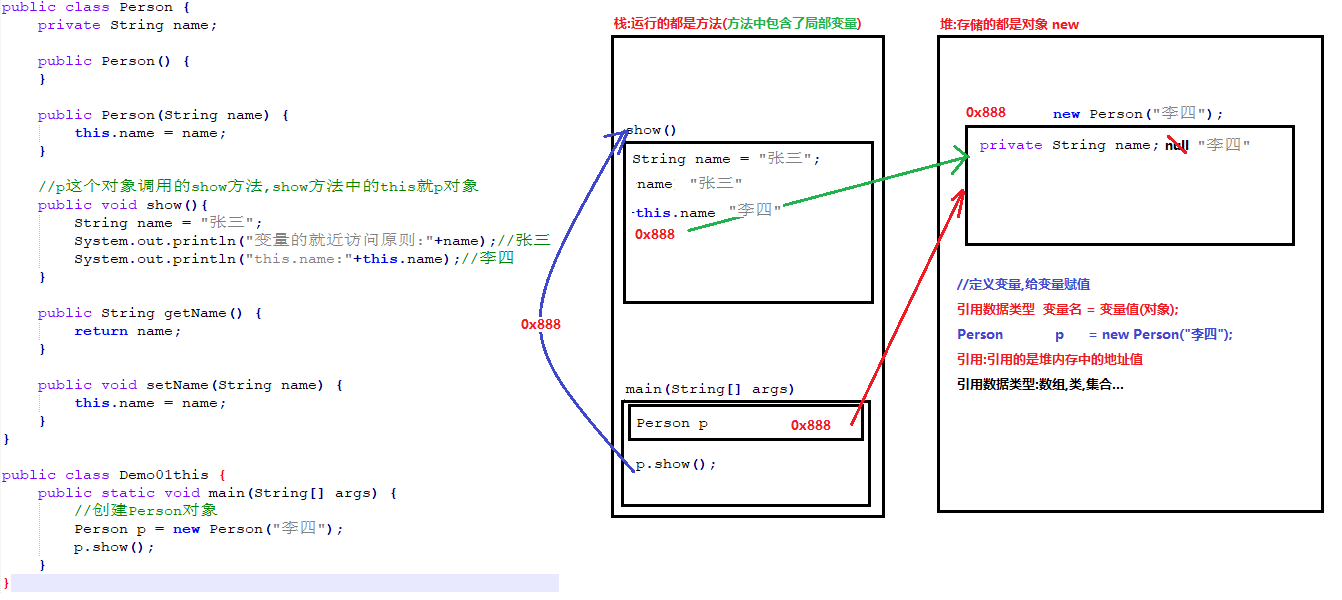 public class Person {
private String name;
public Person() {
}
public Person(String name) {
this.name = name;
}
//p这个对象调用的show方法,show方法中的this就p对象
public void show(){
String name = "张三";
System.out.println("变量的就近访问原则:"+name);//张三
System.out.println("this.name:"+this.name);//李四
}
public String getName() {
return name;
}
public void setName(String name) {
this.name = name;
}
}
public class Demo01this {
public static void main(String[] args) {
//创建Person对象
Person p = new Person("李四");
p.show();
}
}
0x888
栈:运行的都是方法(方法中包含了局部变量)
show()
String name = "张三";
name "张三"
this.name "李四"
0x888
main(String[] args)
Person p 0x888
p.show();
堆:存储的都是对象 new
0x888 new Person("李四");
private String name; null "李四"
//定义变量,给变量赋值
引用数据类型 变量名 = 变量值(对象);
Person p = new Person("李四");
引用:引用的是堆内存中的地址值
引用数据类型:数组,类,集合...